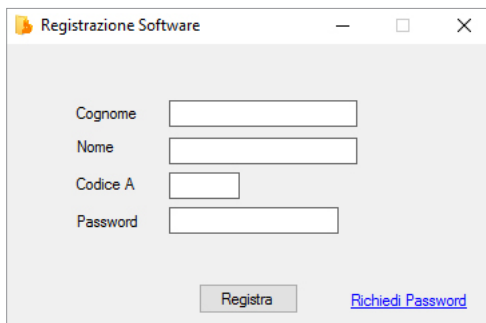 Registrazione Software
Cognome
Nome
Codice A
Password
Registra
Richiedi Password